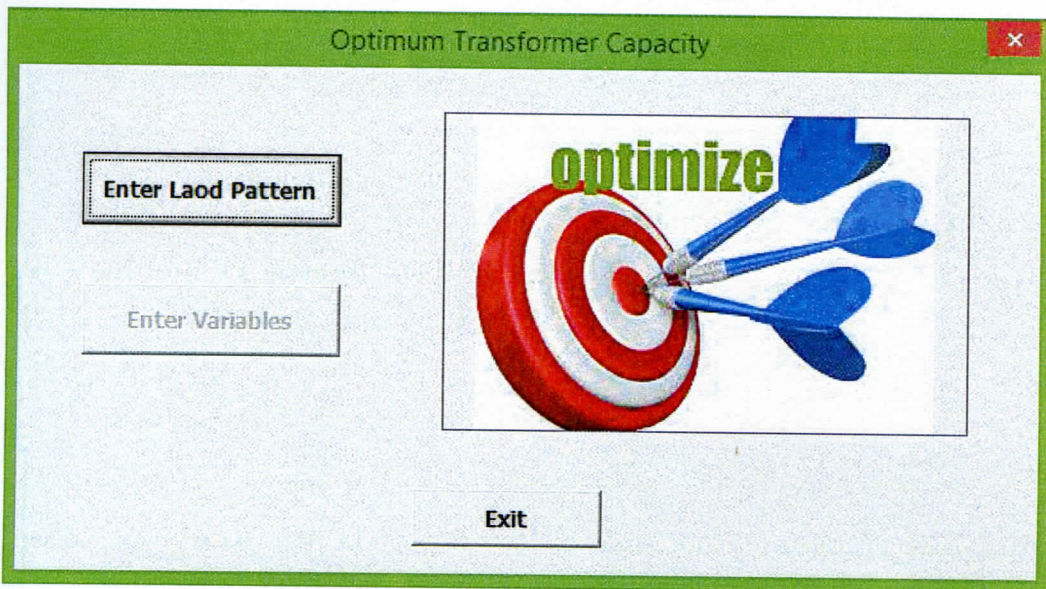 Optimum Transformer Capacity
×
Enter Laod Pattern
optimize
Enter Variables
Exit